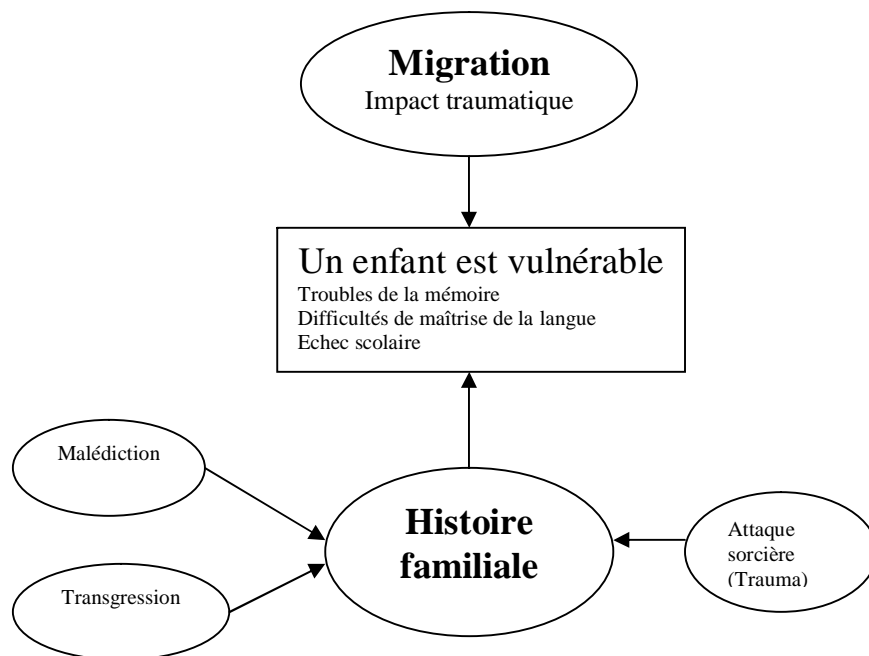 Migration
Impact traumatique
Un enfant est vulnérable
Troubles de la mémoire
Difficultés de maîtrise de la langue
Echec scolaire
Malédiction
Histoire
familiale
Attaque
sorcière
(Trauma)
Transgression